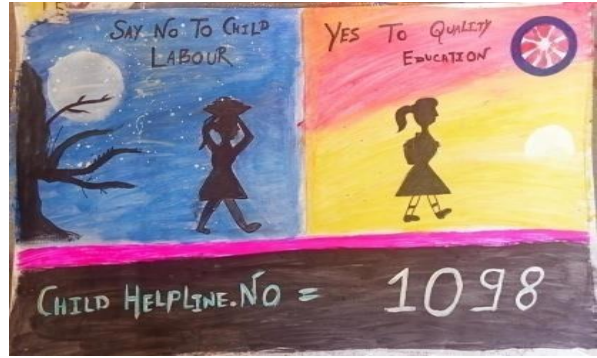 SAY NO TO CHILD
LABOUR
YES TO QUALITY
EDUCATION
CHILD HELPLINE.NO = 1098